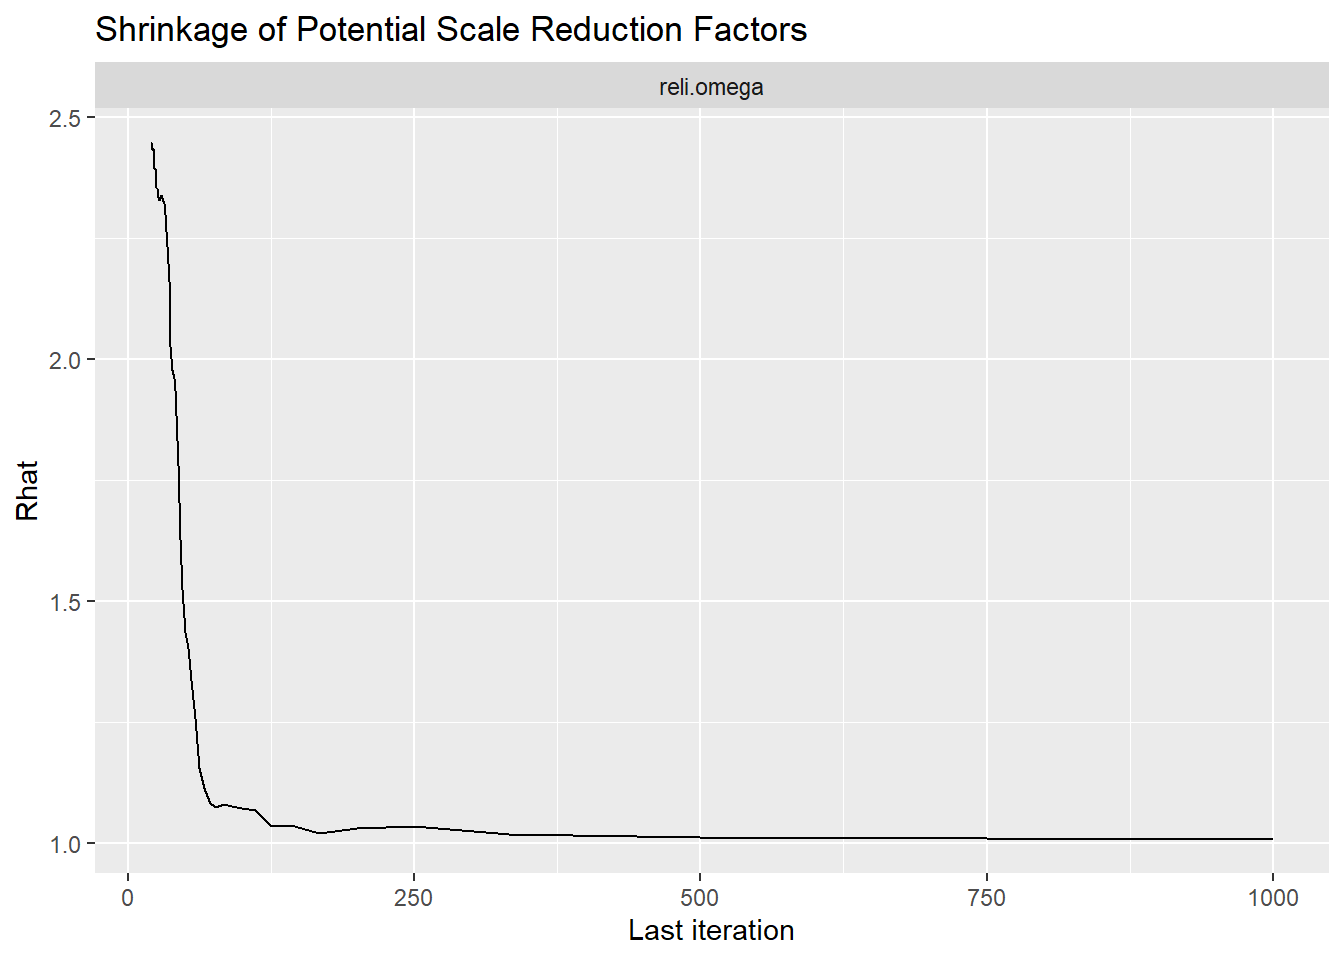 Shrinkage of Potential Scale Reduction Factors
reli.omega
2.5
2.0
1.5
1.0
Rhat
0 250 500 750 1000
Last iteration